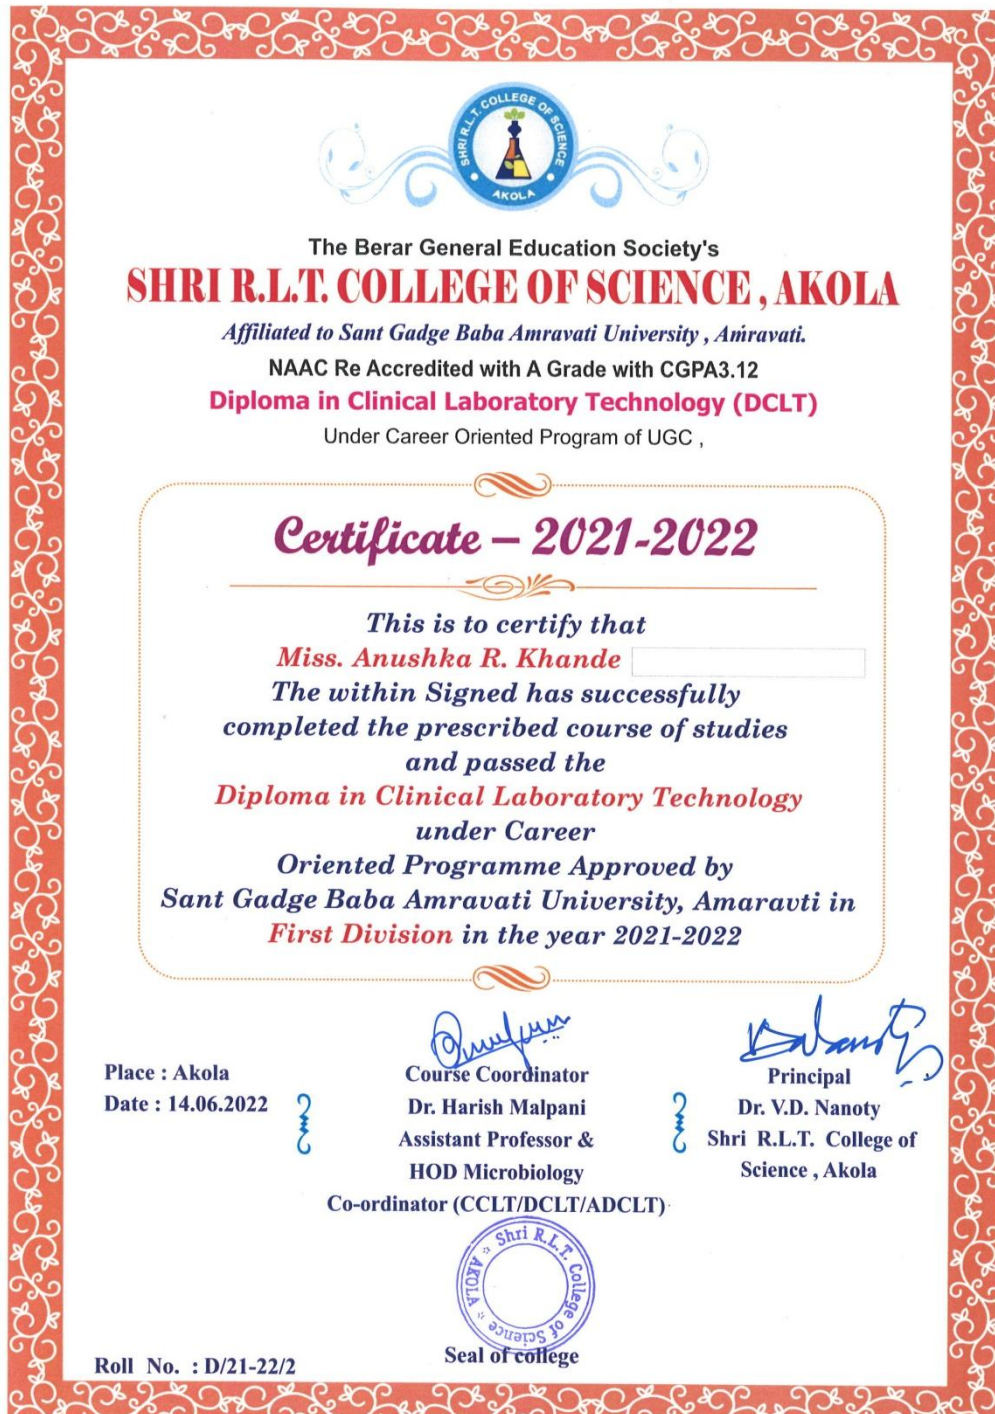 SHRI R.L.T. COLLEGE OF SCIENCE
AKOLA
The Berar General Education Society's
SHRI R.L.T. COLLEGE OF SCIENCE , AKOLA
Affiliated to Sant Gadge Baba Amravati University , Amravati.
NAAC Re Accredited with A Grade with CGPA3.12
Diploma in Clinical Laboratory Technology (DCLT)
Under Career Oriented Program of UGC ,
Certificate – 2021-2022
This is to certify that
Miss. Anushka R. Khande
The within Signed has successfully
completed the prescribed course of studies
and passed the
Diploma in Clinical Laboratory Technology
under Career
Oriented Programme Approved by
Sant Gadge Baba Amravati University, Amaravti in
First Division in the year 2021-2022
Place : Akola
Date : 14.06.2022
Course Coordinator
Dr. Harish Malpani
Assistant Professor &
HOD Microbiology
Co-ordinator (CCLT/DCLT/ADCLT)
Principal
Dr. V.D. Nanoty
Shri R.L.T. College of
Science , Akola
Shri R.L.T. College of Science
AKOLA
Seal of college
Roll No. : D/21-22/2